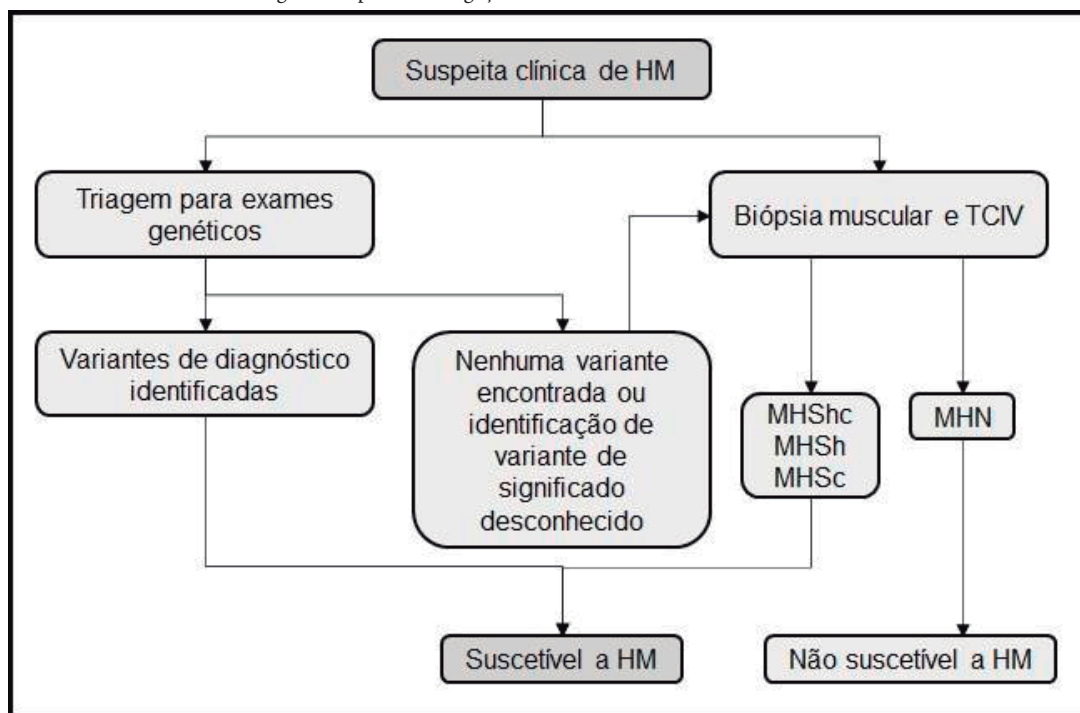 Suspeita clínica de HM
Triagem para exames
genéticos
Biópsia muscular e TCIV
Variantes de diagnóstico
identificadas
Nenhuma variante
encontrada ou
identificação de
variante de
significado
desconhecido
MHShc
MHSh
MHSc
MHN
Suscetível a HM
Não suscetível a HM